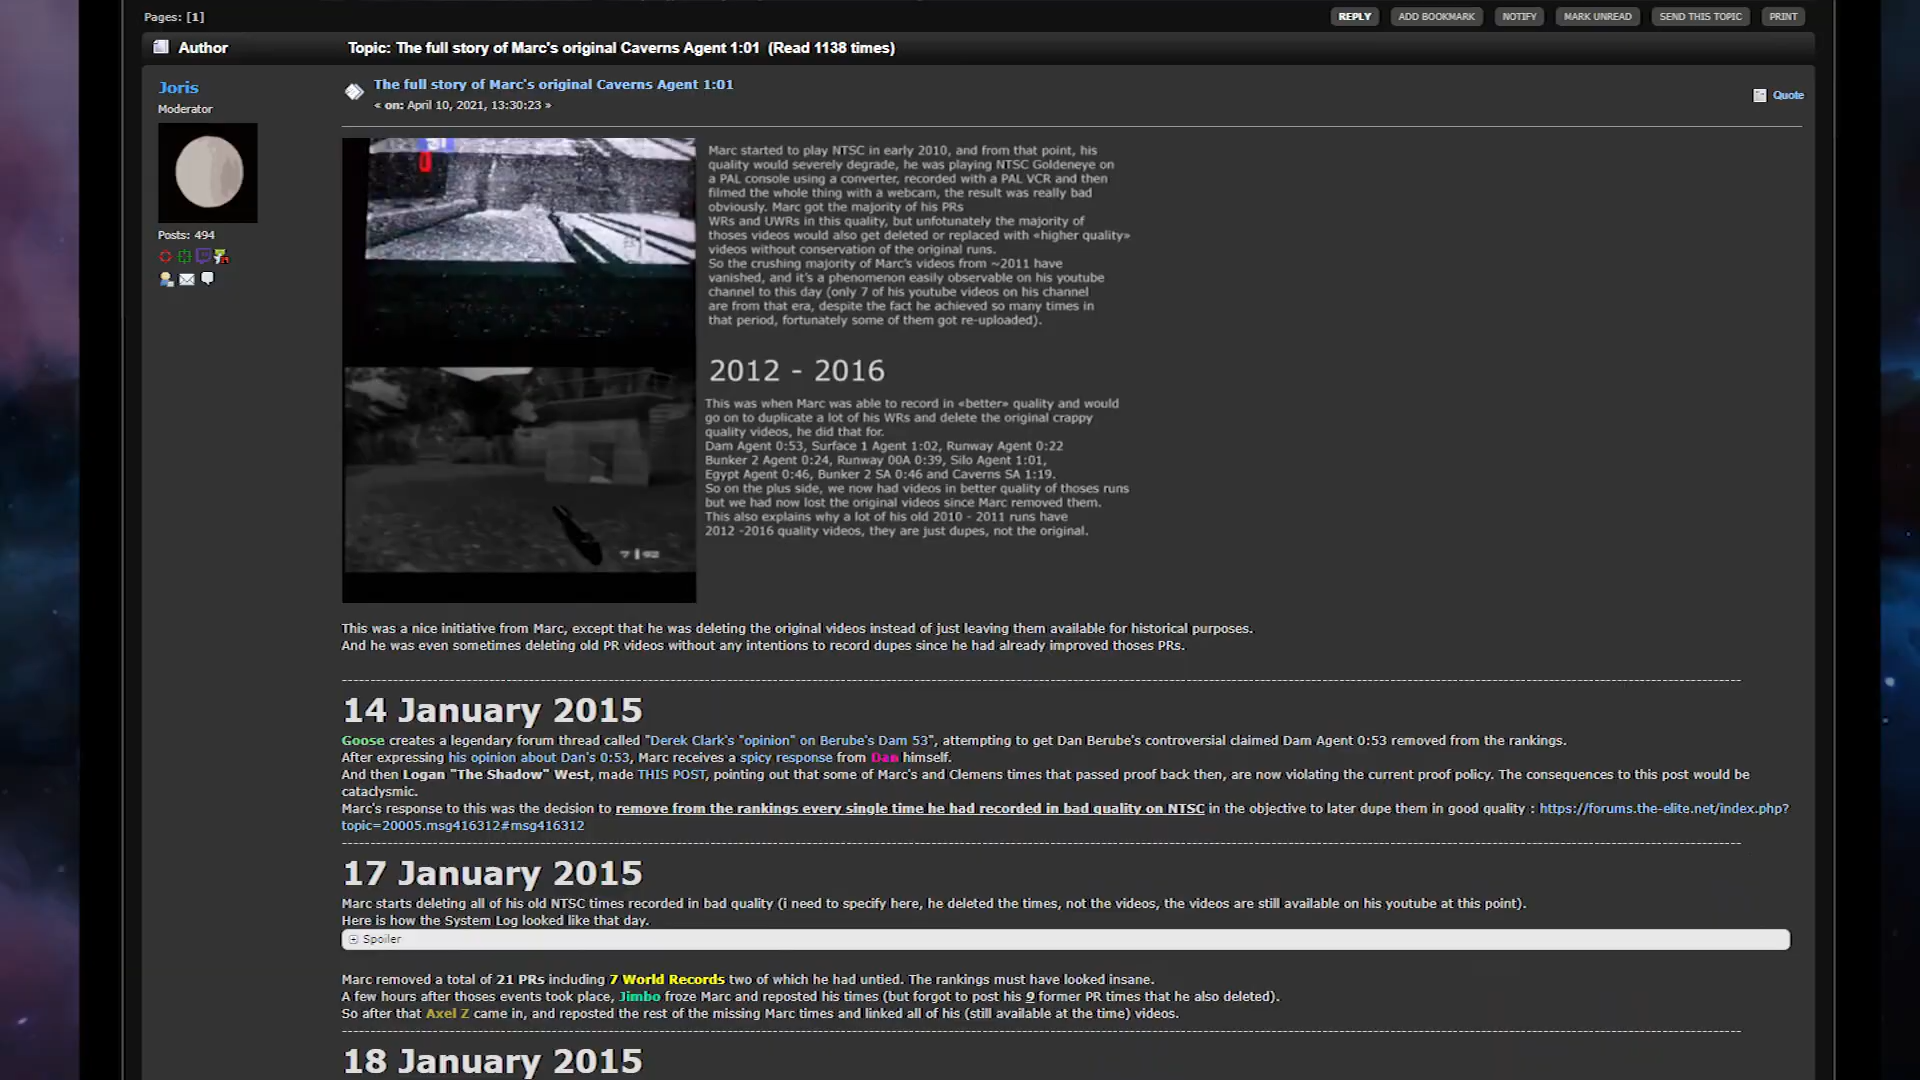 Pages: [1]
REPLY ADD BOOKMARK NOTIFY MARK UNREAD SEND THIS TOPIC PRINT
Author
Topic: The full story of Marc's original Caverns Agent 1:01 (Read 1138 times)
Joris
Moderator
Posts: 494
The full story of Marc's original Caverns Agent 1:01
« on: April 10, 2021, 13:30:23 »
Quote
Marc started to play NTSC in early 2010, and from that point, his
quality would severely degrade, he was playing NTSC Goldeneye on
a PAL console using a converter, recorded with a PAL VCR and then
filmed the whole thing with a webcam, the result was really bad
obviously. Marc got the majority of his PRs
WRs and UWRs in this quality, but unfotunately the majority of
thoses videos would also get deleted or replaced with «higher quality»
videos without conservation of the original runs.
So the crushing majority of Marc's videos from ~2011 have
vanished, and it's a phenomenon easily observable on his youtube
channel to this day (only 7 of his youtube videos on his channel
are from that era, despite the fact he achieved so many times in
that period, fortunately some of them got re-uploaded).
2012 - 2016
This was when Marc was able to record in «better» quality and would
go on to duplicate a lot of his WRs and delete the original crappy
quality videos, he did that for.
Dam Agent 0:53, Surface 1 Agent 1:02, Runway Agent 0:22
Bunker 2 Agent 0:24, Runway 00A 0:39, Silo Agent 1:01,
Egypt Agent 0:46, Bunker 2 SA 0:46 and Caverns SA 1:19.
So on the plus side, we now had videos in better quality of thoses runs
but we had now lost the original videos since Marc removed them.
This also explains why a lot of his old 2010 - 2011 runs have
2012 -2016 quality videos, they are just dupes, not the original.
This was a nice initiative from Marc, except that he was deleting the original videos instead of just leaving them available for historical purposes.
And he was even sometimes deleting old PR videos without any intentions to record dupes since he had already improved thoses PRs.
14 January 2015
Goose creates a legendary forum thread called "Derek Clark's "opinion" on Berube's Dam 53", attempting to get Dan Berube's controversial claimed Dam Agent 0:53 removed from the rankings.
After expressing his opinion about Dan's 0:53, Marc receives a spicy response from Dan himself.
And then Logan "The Shadow" West, made THIS POST, pointing out that some of Marc's and Clemens times that passed proof back then, are now violating the current proof policy. The consequences to this post would be
cataclysmic.
Marc's response to this was the decision to remove from the rankings every single time he had recorded in bad quality on NTSC in the objective to later dupe them in good quality : https://forums.the-elite.net/index.php?
topic=20005.msg416312#msg416312
17 January 2015
Marc starts deleting all of his old NTSC times recorded in bad quality (i need to specify here, he deleted the times, not the videos, the videos are still available on his youtube at this point).
Here is how the System Log looked like that day.
Spoiler
Marc removed a total of 21 PRs including 7 World Records two of which he had untied. The rankings must have looked insane.
A few hours after thoses events took place, Jimbo froze Marc and reposted his times (but forgot to post his 9 former PR times that he also deleted).
So after that Axel Z came in, and reposted the rest of the missing Marc times and linked all of his (still available at the time) videos.
18 January 2015